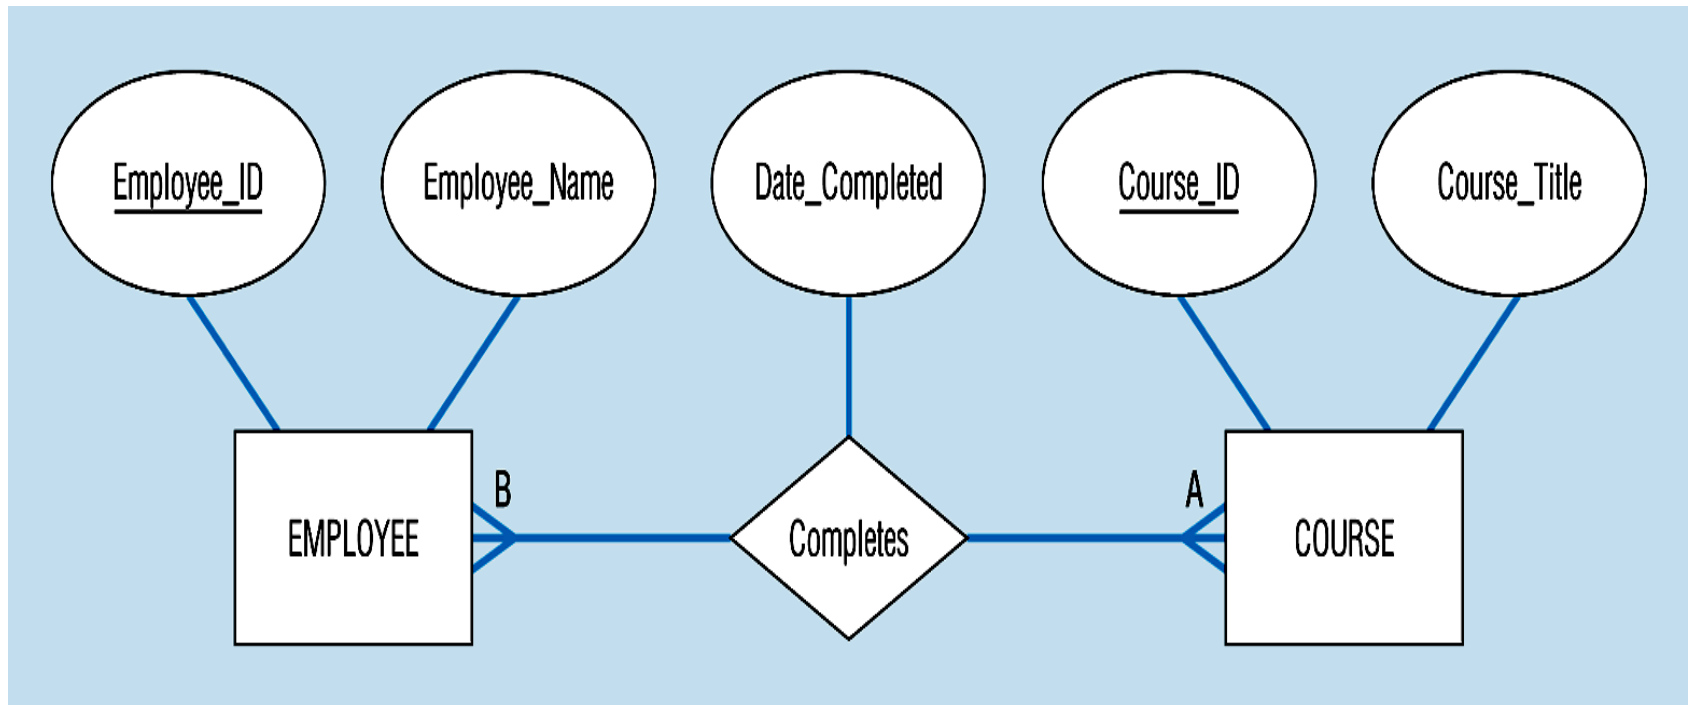 Employee_ID
Employee_Name
Date_Completed
Course_ID
Course_Title
B
A
EMPLOYEE
Completes
COURSE